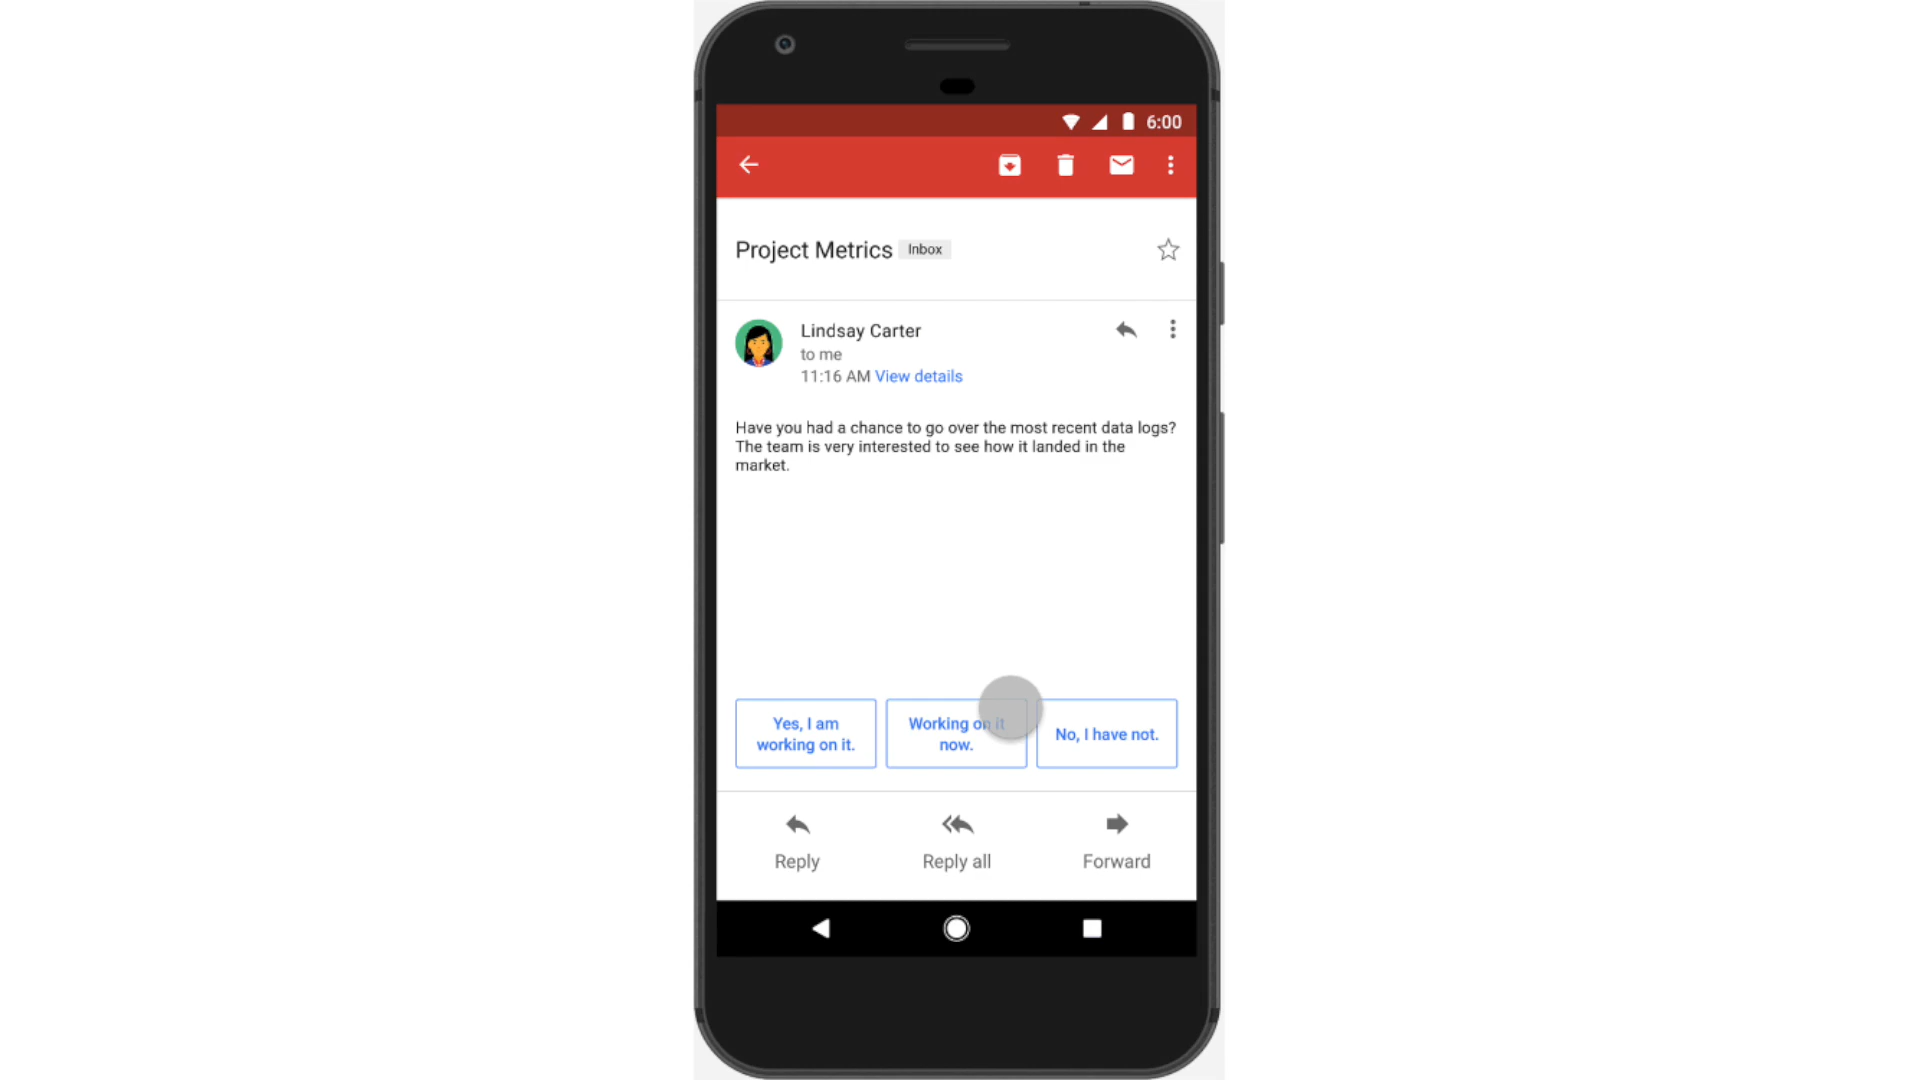 6:00
Project Metrics Inbox
Lindsay Carter
to me
11:16 AM View details
Have you had a chance to go over the most recent data logs?
The team is very interested to see how it landed in the
market.
Yes, I am
working on it.
Working on it
now.
No, I have not.
Reply
Reply all
Forward